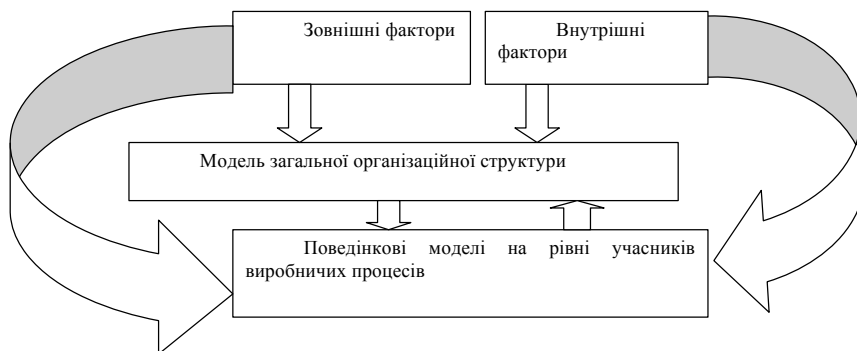 Зовнішні фактори
Внутрішні
фактори
Модель загальної організаційної структури
Поведінкові моделі на рівні учасників
виробничих процесів